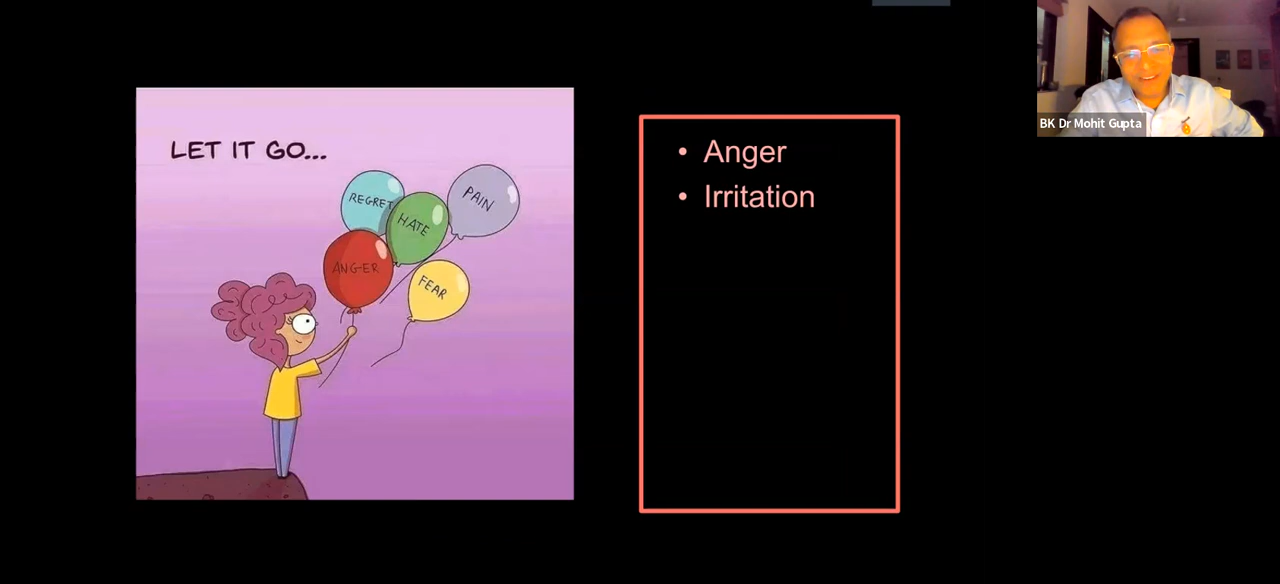 LET IT GO...
REGRET
HATE
PAIN
ANGER
FEAR
• Anger
• Irritation
BK Dr Mohit Gupta